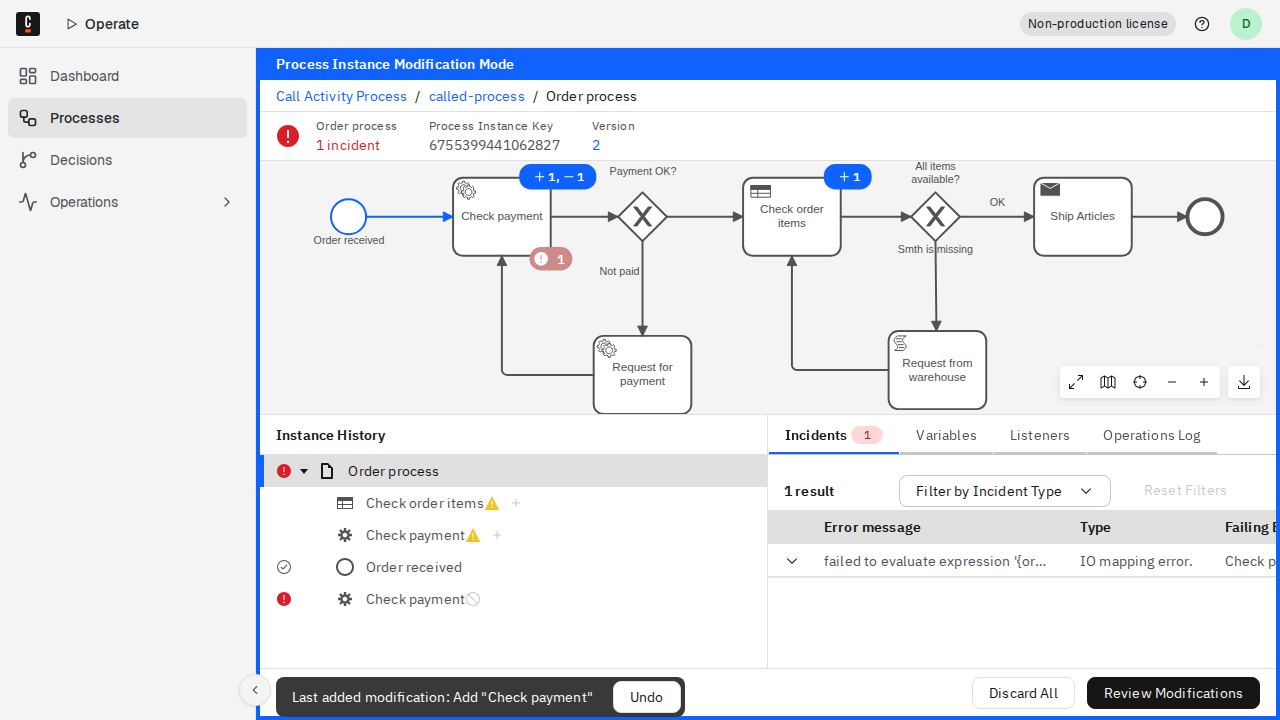 Operate
Non-production license
D
Dashboard
Processes
Decisions
Operations
Process Instance Modification Mode
Call Activity Process / called-process / Order process
Order process
1 incident
Process Instance Key
6755399441062827
Version
2
Order received
Check payment
+ 1, − 1
1
Payment OK?
Not paid
Request for
payment
Check order
items
+ 1
All items
available?
Smth is missing
OK
Request from
warehouse
Ship Articles
Instance History
Order process
Check order items
Check payment
Order received
Check payment
Incidents 1
Variables
Listeners
Operations Log
1 result
Filter by Incident Type
Reset Filters
Error message
Type
Failing E
failed to evaluate expression '{or...
IO mapping error.
Check p
Last added modification: Add "Check payment"
Undo
Discard All
Review Modifications